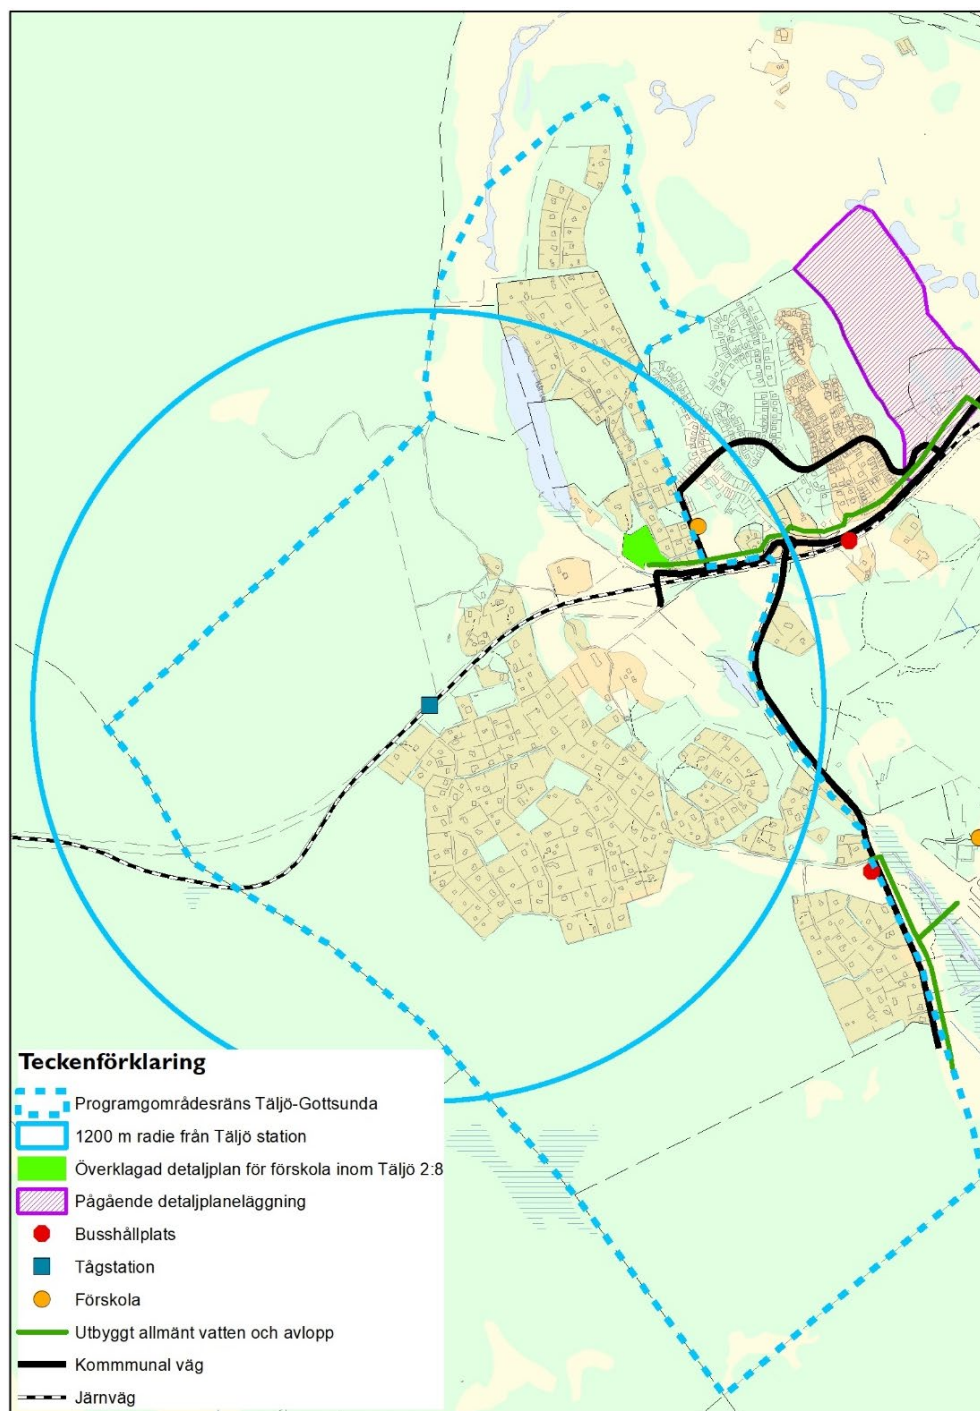 Teckenförklaring
Programgområdesräns Täljö-Gottsunda
1200 m radie från Täljö station
Överklagad detaljplan för förskola inom Täljö 2:8
Pågående detaljplaneläggning
Busshållplats
Tågstation
Förskola
Utbyggt allmänt vatten och avlopp
Kommmunal väg
Järnväg